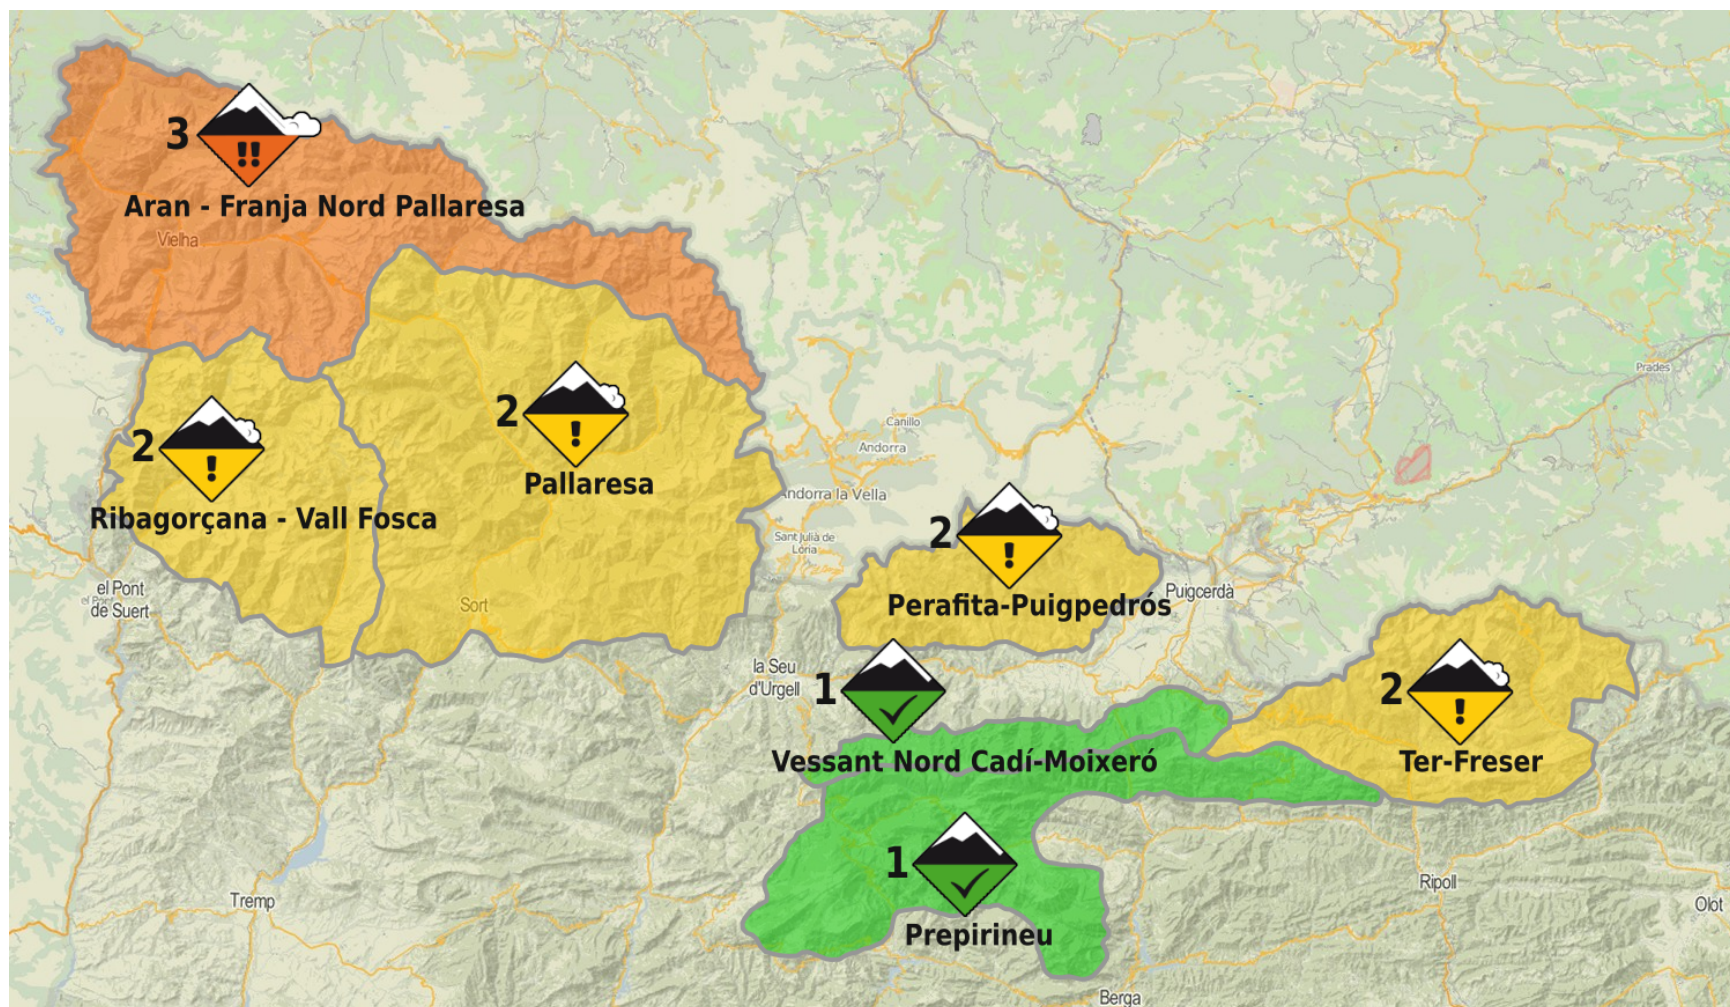 3
!!
Aran - Franja Nord Pallaresa
Vielha
2
!
Pallaresa
2
!
Ribagorçana - Vall Fosca
Prades
Canillo
Andorra
Andorra la Vella
Sant Julià de
Lòria
2
!
Perafita-Puigpedrós
Puigcerdà
el Pont
de Suert
Sort
la Seu
d'Urgell
1
Vessant Nord Cadí-Moixeró
2
!
Ter-Freser
1
Prepirineu
Tremp
Ripoll
Olot
Berga